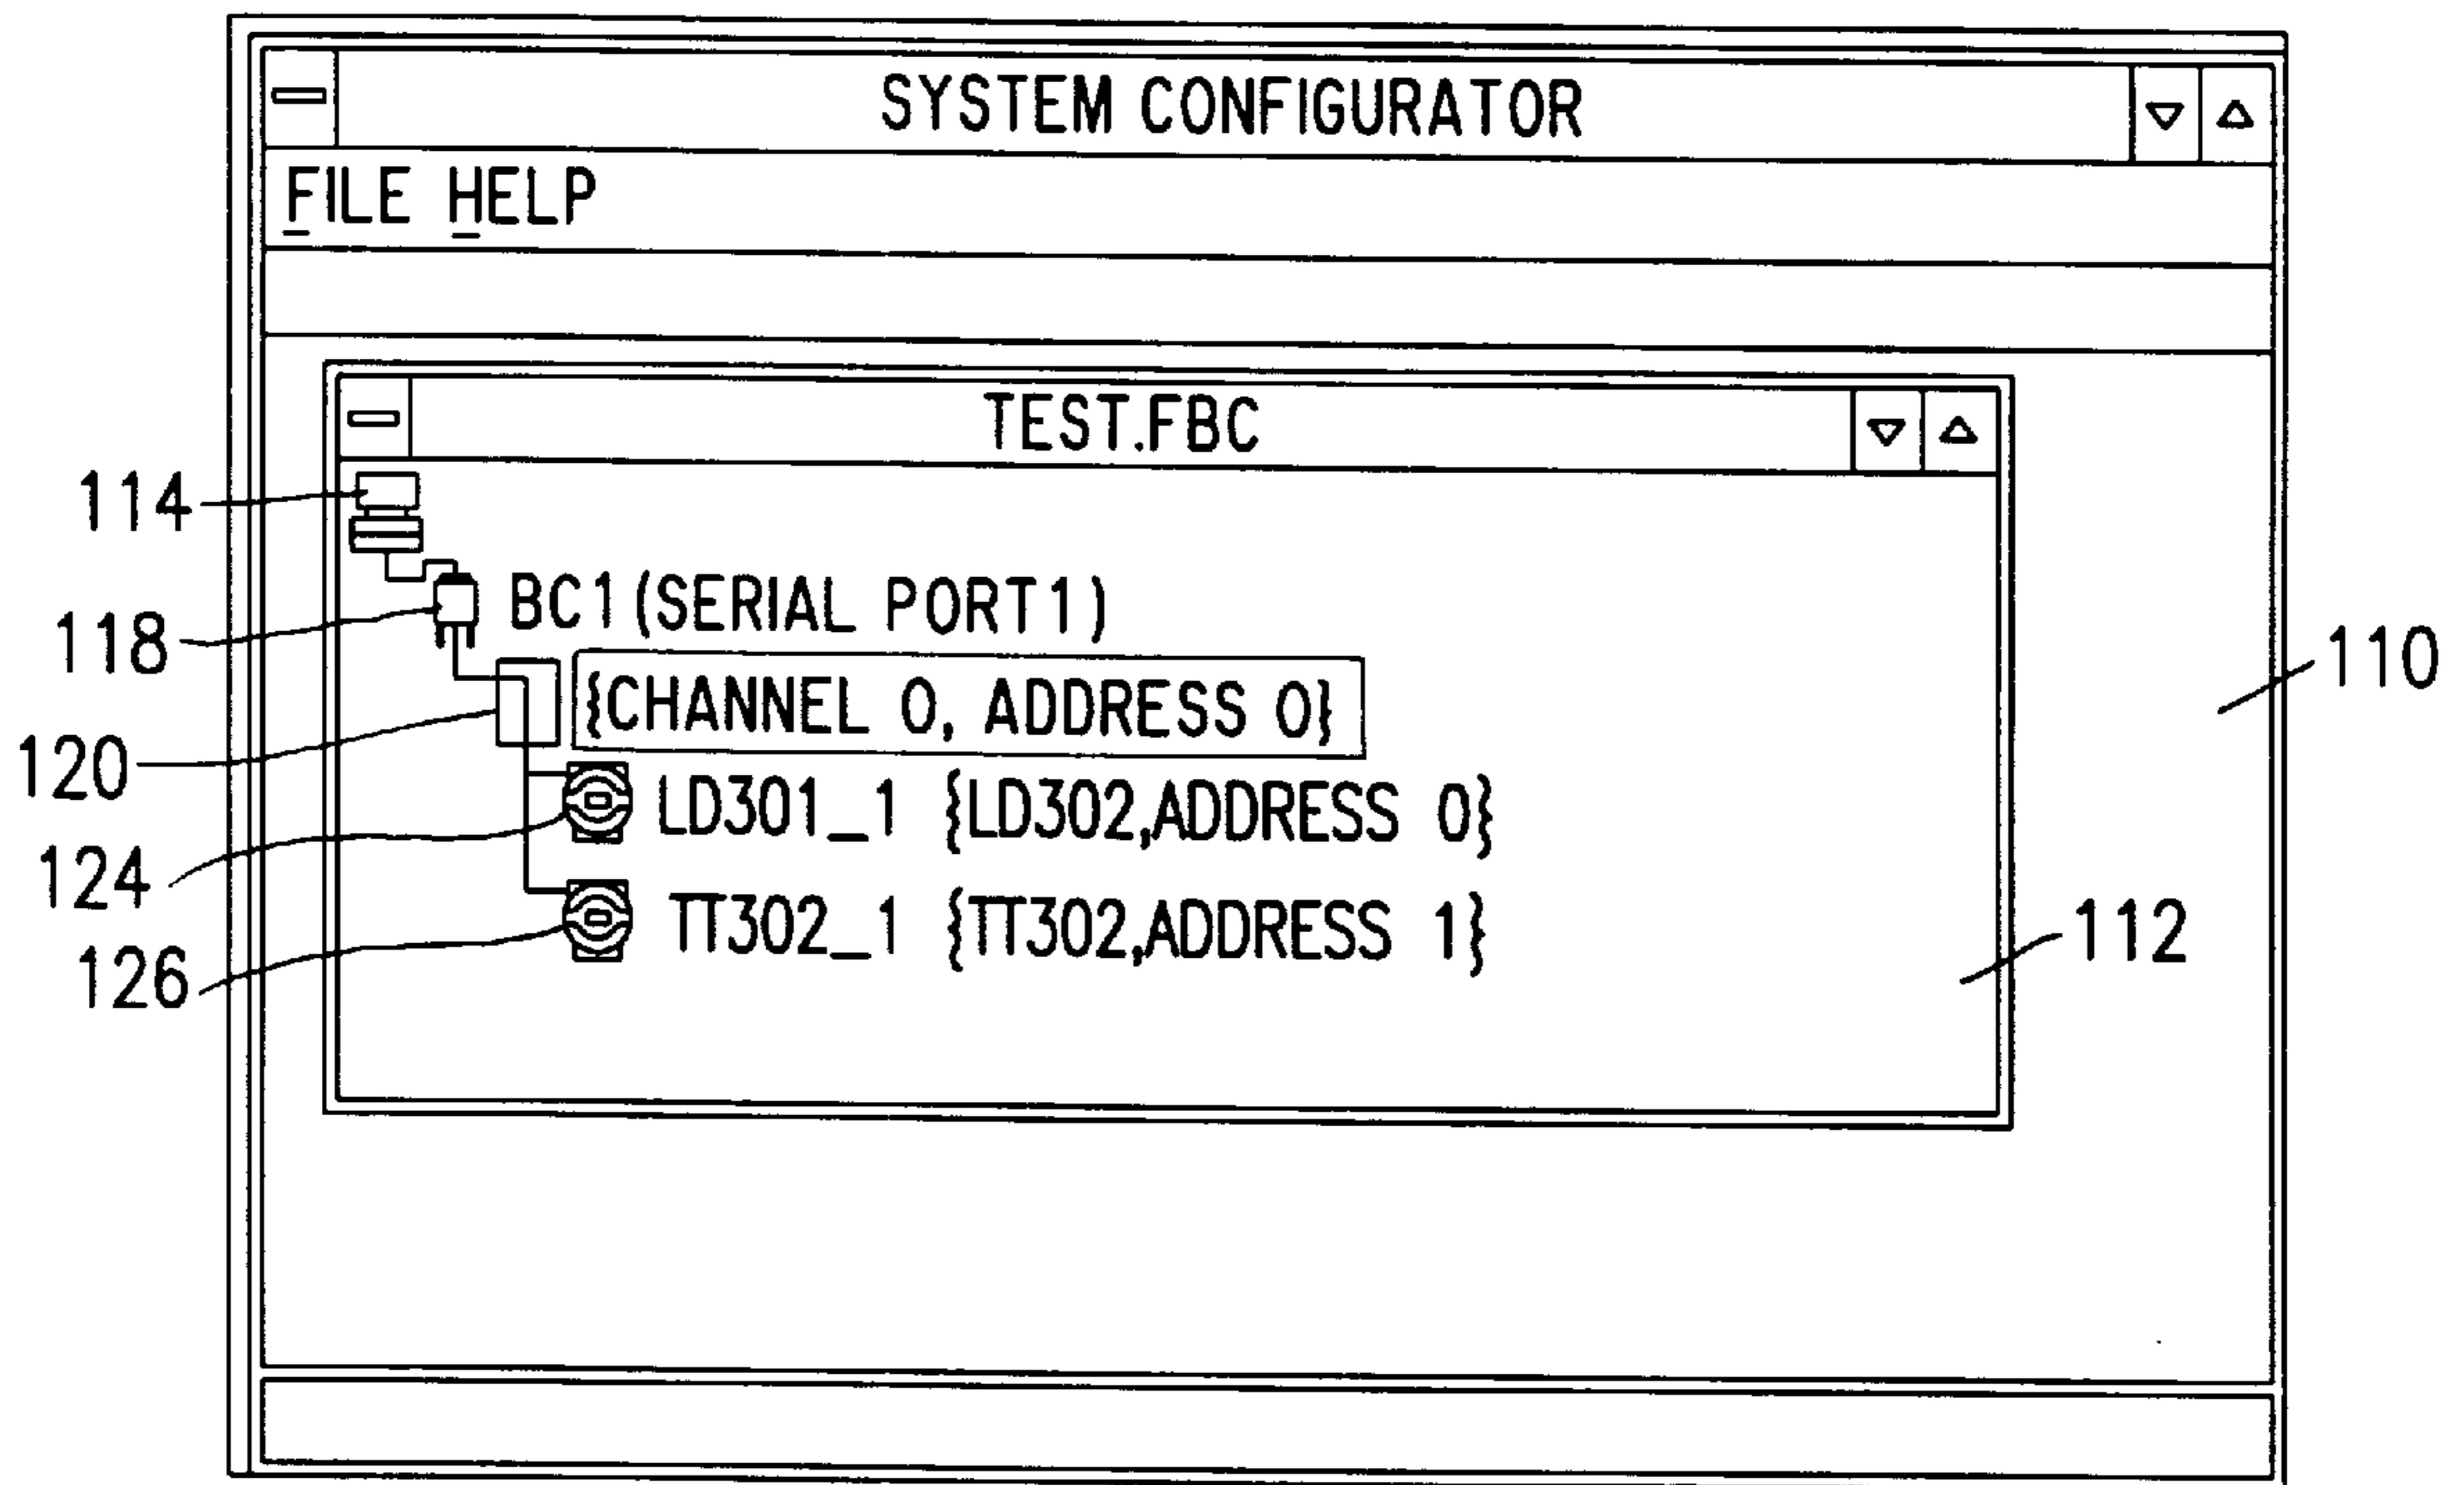 SYSTEM CONFIGURATOR
FILE HELP
TEST.FBC
114
118
BC1 (SERIAL PORT1)
110
120
{CHANNEL 0, ADDRESS 0}
124
LD301_1 {LD302,ADDRESS 0}
126
TT302_1 {TT302,ADDRESS 1}
112